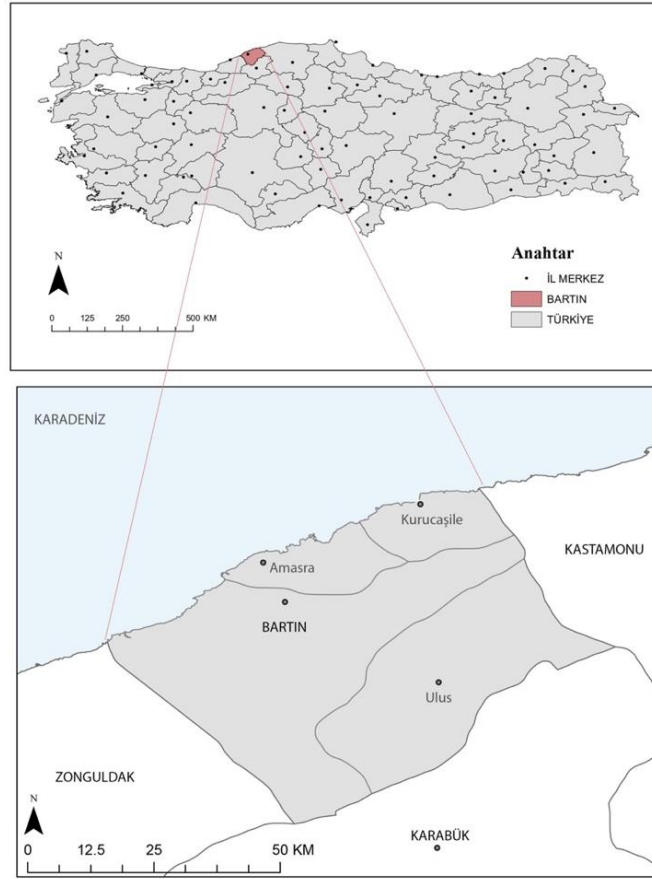 N
0 125 250 500 KM
Anahtar
İL MERKEZ
BARTIN
TÜRKİYE
KARADENİZ
Kurucaşile
KASTAMONU
Amasra
BARTIN
Ulus
ZONGULDAK
N
KARABÜK
0 12.5 25 50 KM